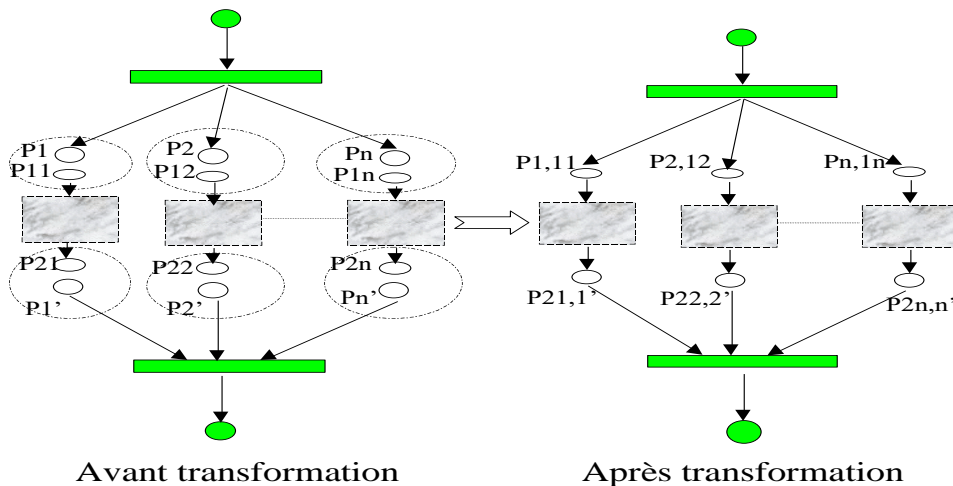 P1 P2 Pn
P11 P12 P1n
P21 P22 P2n
P1’ P2’ Pn’
P1,11 P2,12 Pn,1n
P21,1’ P22,2’ P2n,n’
Avant transformation
Après transformation